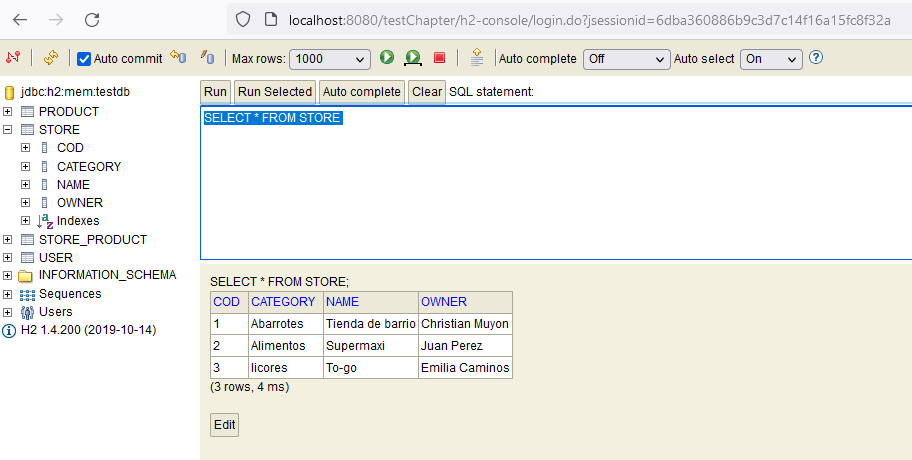 localhost:8080/testChapter/h2-console/login.do?jsessionid=6dba360886b9c3d7c14f16a15fc8f32a
Auto commit Max rows: 1000 Auto complete Off Auto select On
jdbc:h2:mem:testdb
PRODUCT
STORE
COD
CATEGORY
NAME
OWNER
Indexes
STORE_PRODUCT
USER
INFORMATION_SCHEMA
Sequences
Users
H2 1.4.200 (2019-10-14)
Run Run Selected Auto complete Clear SQL statement:
SELECT * FROM STORE
SELECT * FROM STORE;
COD CATEGORY NAME OWNER
1 Abarrotes Tienda de barrio Christian Muyon
2 Alimentos Supermaxi Juan Perez
3 licores To-go Emilia Caminos
(3 rows, 4 ms)
Edit